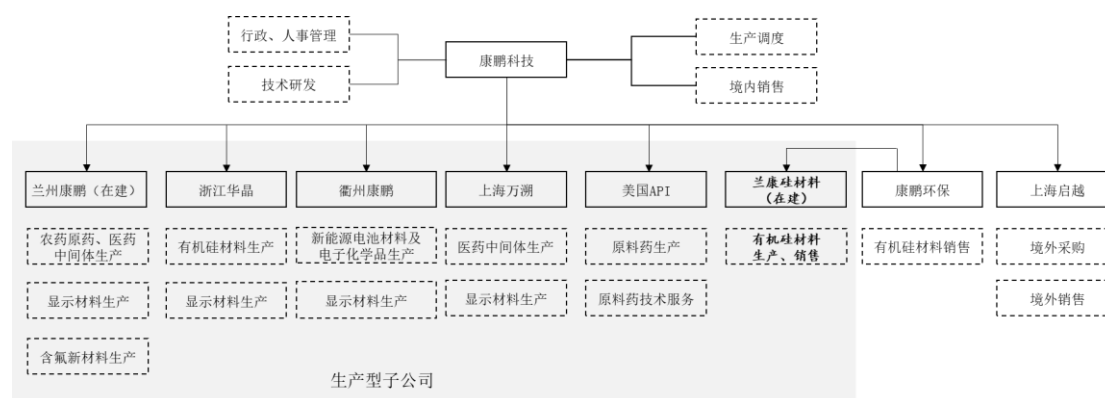 行政、人事管理
生产调度
康鹏科技
技术研发
境内销售
兰州康鹏（在建）
浙江华晶
衢州康鹏
上海万溯
美国API
兰康硅材料
（在建）
康鹏环保
上海启越
农药原药、医药
中间体生产
有机硅材料生产
新能源电池材料及
电子化学品生产
医药中间体生产
原料药生产
有机硅材料
生产、销售
有机硅材料销售
境外采购
显示材料生产
显示材料生产
显示材料生产
显示材料生产
原料药技术服务
境外销售
含氟新材料生产
生产型子公司